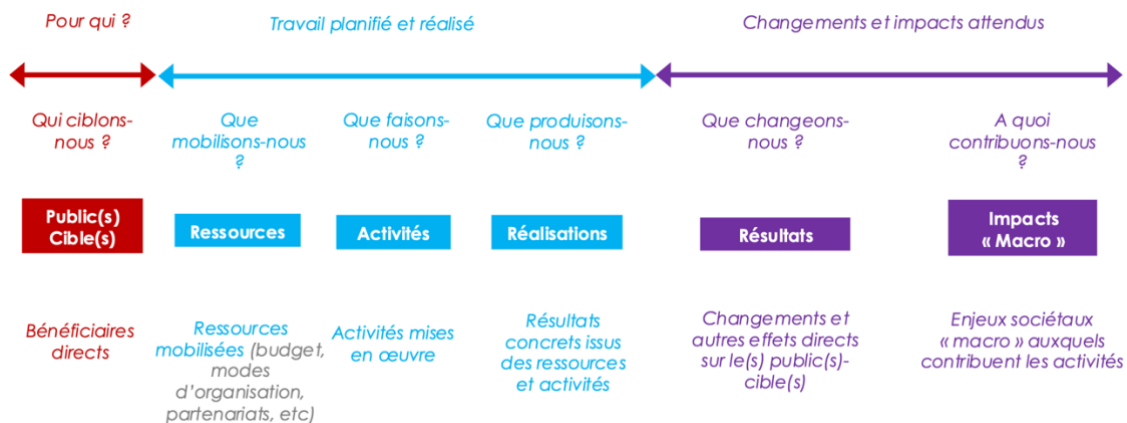 Pour qui ?
Travail planifié et réalisé
Changements et impacts attendus
Qui ciblons-
nous ?
Que
mobilisons-nous
?
Que faisons-
nous ?
Que produisons-
nous ?
Que changeons-
nous ?
A quoi
contribuons-nous
?
Public(s)
Cible(s)
Ressources
Activités
Réalisations
Résultats
Impacts
« Macro »
Bénéficiaires
directs
Ressources
mobilisées (budget,
modes
d'organisation,
partenariats, etc)
Activités mises
en œuvre
Résultats
concrets issus
des ressources
et activités
Changements et
autres effets directs
sur le(s) public(s)-
cible(s)
Enjeux sociétaux
« macro » auxquels
contribuent les activités